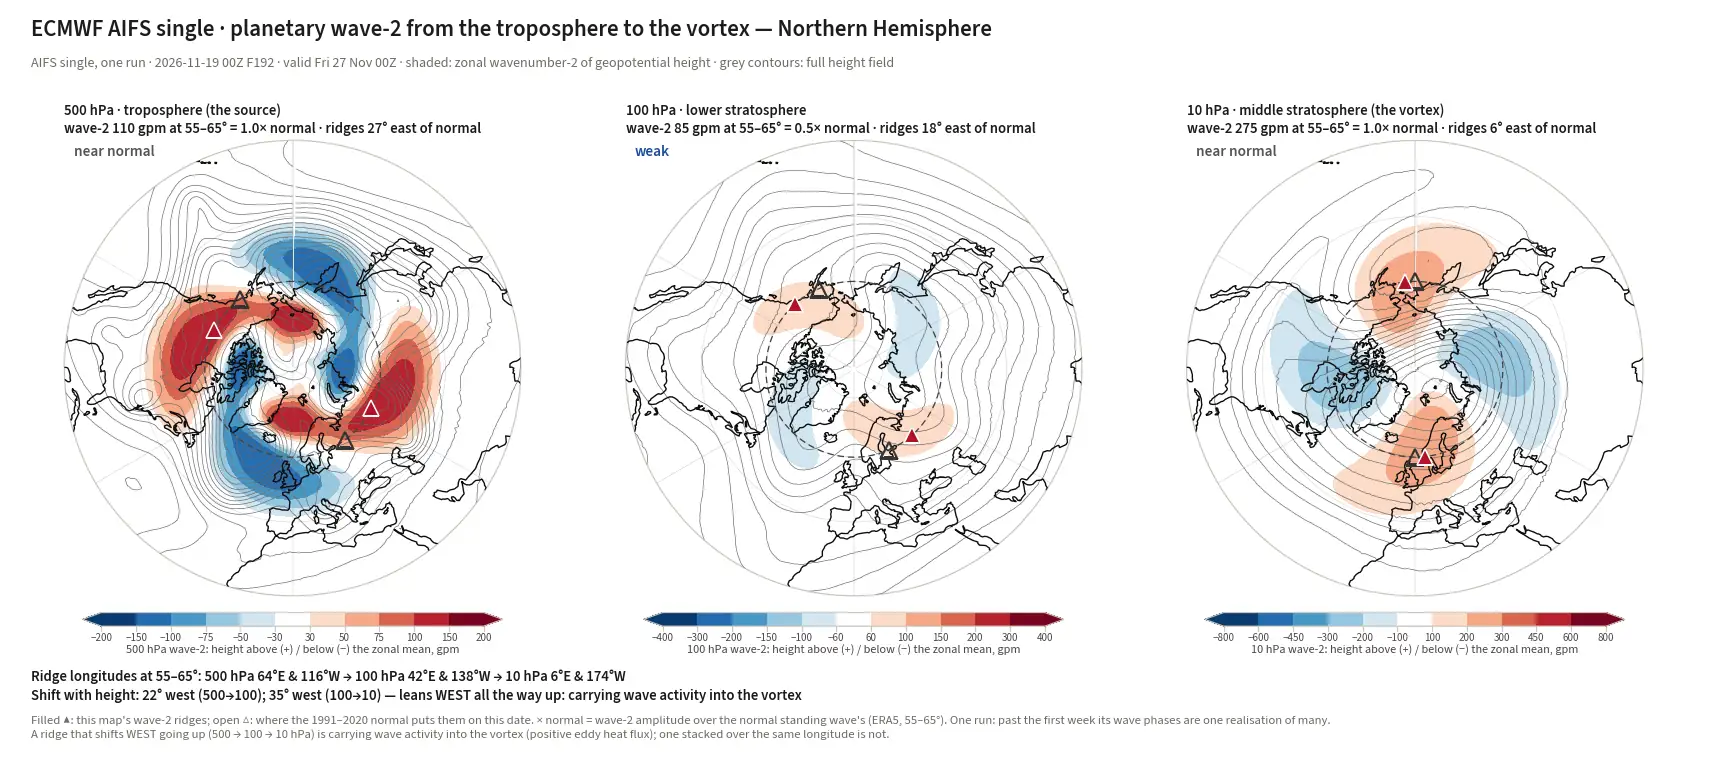 ECMWF AIFS single · planetary wave-2 from the troposphere to the vortex — Northern Hemisphere
AIFS single, one run · 2026-11-19 00Z F192 · valid Fri 27 Nov 00Z · shaded: zonal wavenumber-2 of geopotential height · grey contours: full height field
500 hPa · troposphere (the source)
wave-2 110 gpm at 55–65° = 1.0× normal · ridges 27° east of normal
near normal
100 hPa · lower stratosphere
wave-2 85 gpm at 55–65° = 0.5× normal · ridges 18° east of normal
weak
10 hPa · middle stratosphere (the vortex)
wave-2 275 gpm at 55–65° = 1.0× normal · ridges 6° east of normal
near normal
−200 −150 −100 −75 −50 −30 30 50 75 100 150 200
500 hPa wave-2: height above (+) / below (−) the zonal mean, gpm
−400 −300 −200 −150 −100 −60 60 100 150 200 300 400
100 hPa wave-2: height above (+) / below (−) the zonal mean, gpm
−800 −600 −450 −300 −200 −100 100 200 300 450 600 800
10 hPa wave-2: height above (+) / below (−) the zonal mean, gpm
Ridge longitudes at 55–65°: 500 hPa 64°E & 116°W → 100 hPa 42°E & 138°W → 10 hPa 6°E & 174°W
Shift with height: 22° west (500→100); 35° west (100→10) — leans WEST all the way up: carrying wave activity into the vortex
Filled ▲: this map's wave-2 ridges; open △: where the 1991–2020 normal puts them on this date. × normal = wave-2 amplitude over the normal standing wave's (ERA5, 55–65°). One run: past the first week its wave phases are one realisation of many.
A ridge that shifts WEST going up (500 → 100 → 10 hPa) is carrying wave activity into the vortex (positive eddy heat flux); one stacked over the same longitude is not.